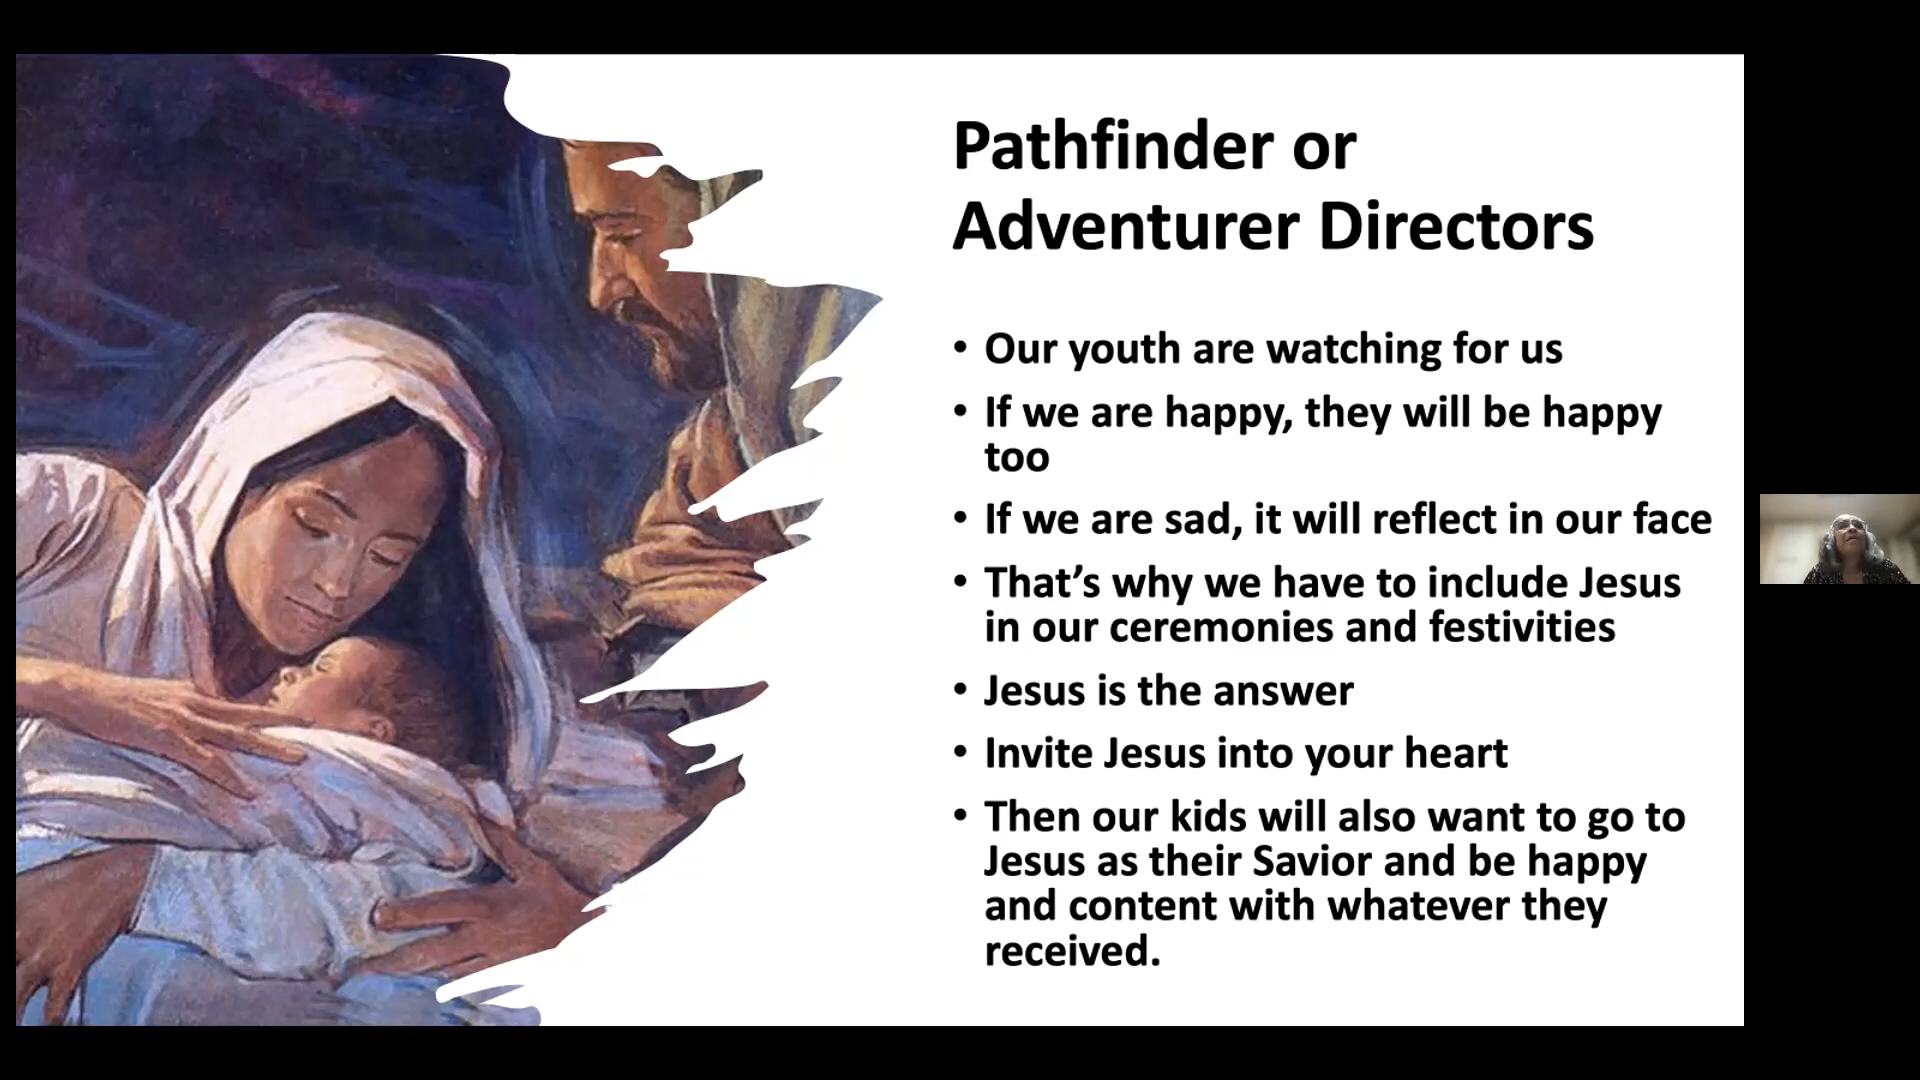 Pathfinder or
Adventurer Directors
• Our youth are watching for us
• If we are happy, they will be happy
too
• If we are sad, it will reflect in our face
• That’s why we have to include Jesus
in our ceremonies and festivities
• Jesus is the answer
• Invite Jesus into your heart
• Then our kids will also want to go to
Jesus as their Savior and be happy
and content with whatever they
received.